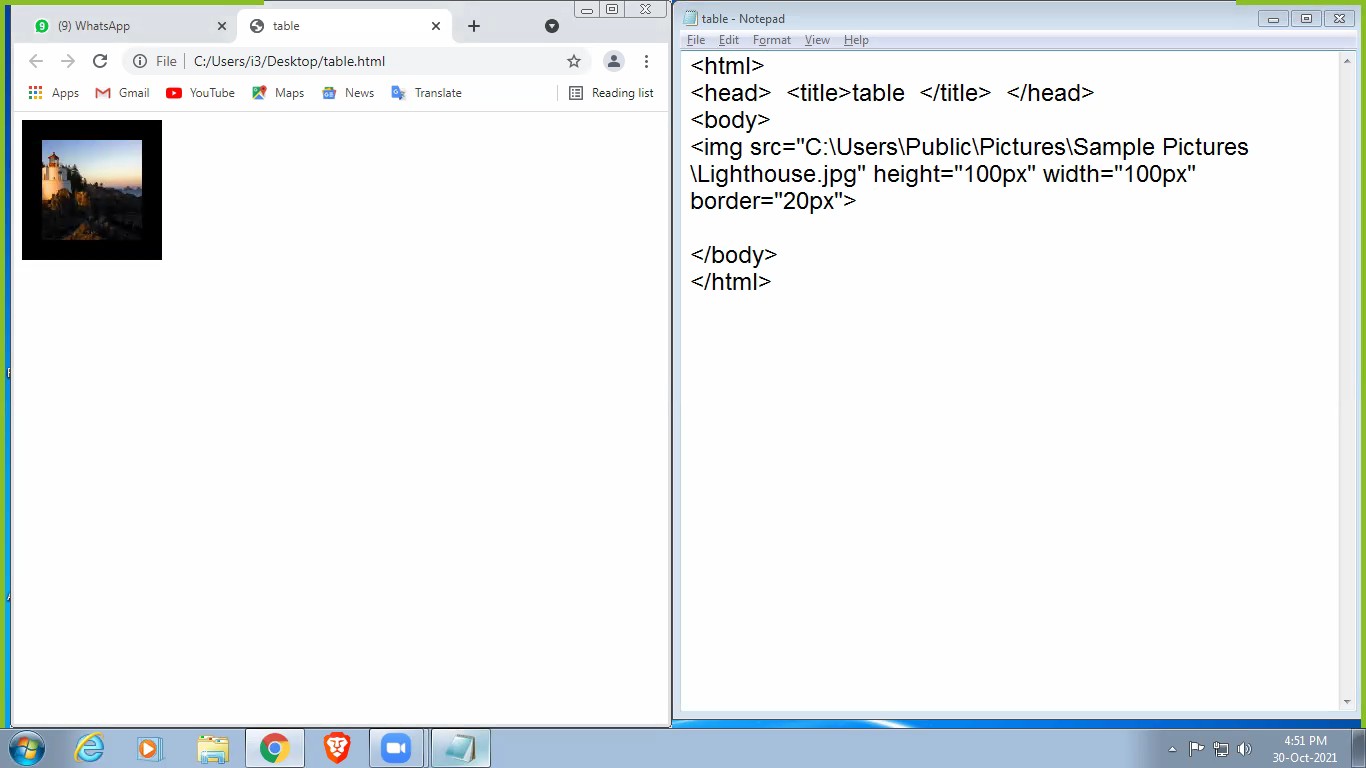 9 (9) WhatsApp
table
File C:/Users/i3/Desktop/table.html
Apps Gmail YouTube Maps News Translate Reading list
table - Notepad
File Edit Format View Help
<html>
<head> <title>table </title> </head>
<body>
<img src="C:\Users\Public\Pictures\Sample Pictures
\Lighthouse.jpg" height="100px" width="100px"
border="20px">
</body>
</html>
4:51 PM
30-Oct-2021